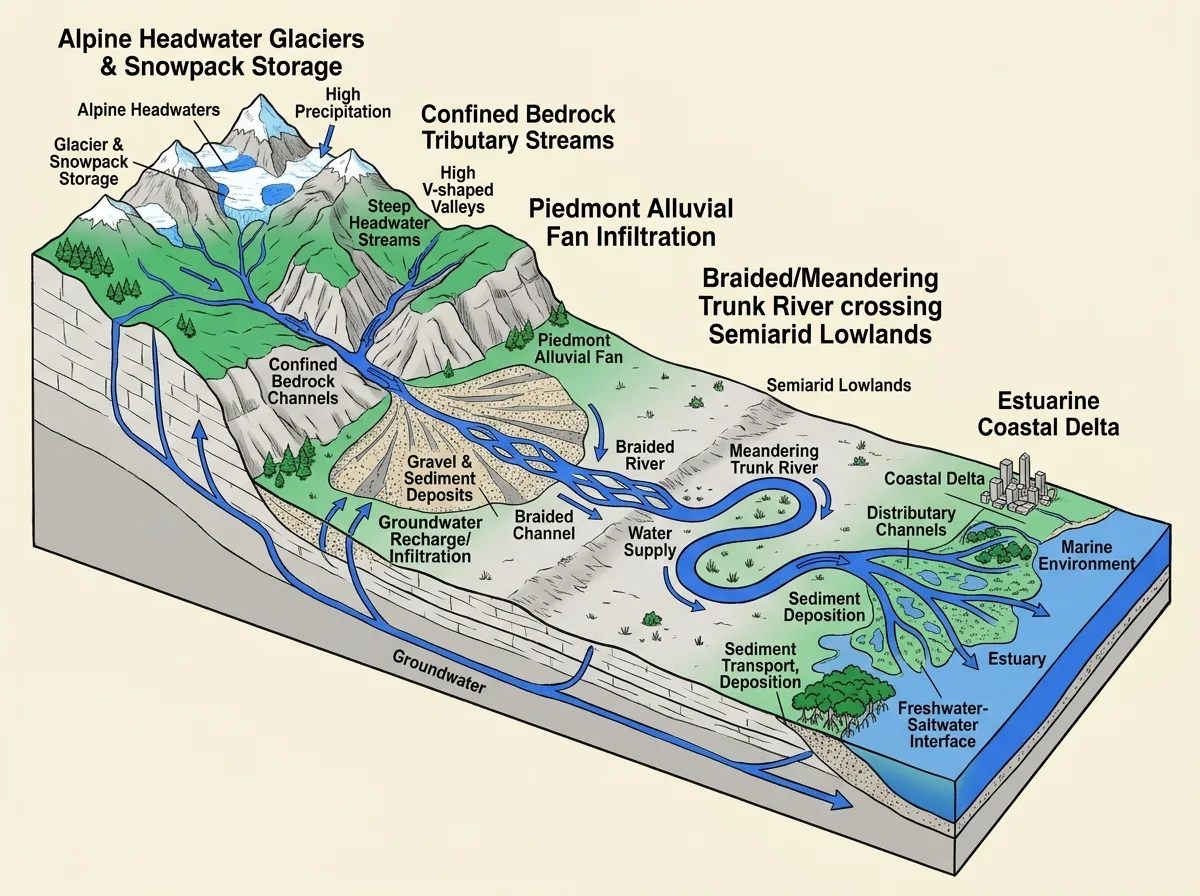 Alpine Headwater Glaciers
& Snowpack Storage
Alpine Headwaters
High
Precipitation
Glacier &
Snowpack
Storage
Confined Bedrock
Tributary Streams
High
V-shaped
Valleys
Steep
Headwater
Streams
Piedmont Alluvial
Fan Infiltration
Braided/Meandering
Trunk River crossing
Semiarid Lowlands
Piedmont
Alluvial Fan
Confined
Bedrock
Channels
Semiarid Lowlands
Estuarine
Coastal Delta
Gravel &
Sediment
Deposits
Braided
River
Meandering
Trunk River
Coastal Delta
Distributary
Channels
Groundwater
Recharge/
Infiltration
Braided
Channel
Water
Supply
Marine
Environment
Sediment
Deposition
Sediment
Transport,
Deposition
Estuary
Groundwater
Freshwater-
Saltwater
Interface